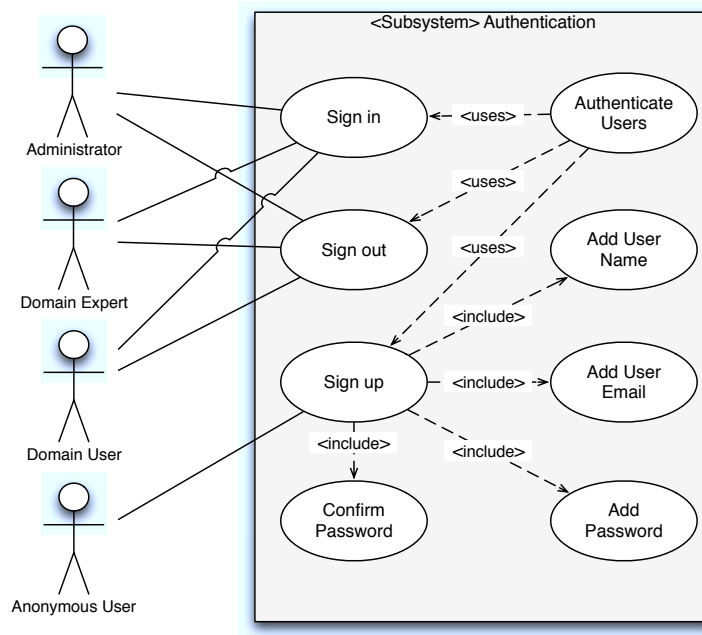 <Subsystem> Authentication
Administrator
Domain Expert
Domain User
Anonymous User
Sign in
<uses>
Authenticate
Users
<uses>
Sign out
<uses>
Add User
Name
<include>
Sign up
<include>
Add User
Email
<include>
<include>
Confirm
Password
Add
Password